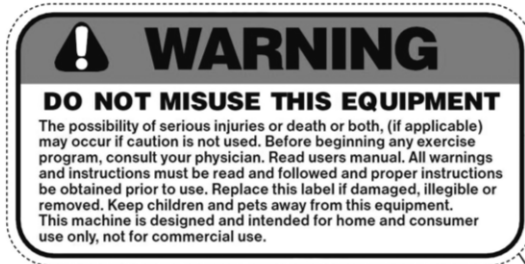 WARNING
DO NOT MISUSE THIS EQUIPMENT
The possibility of serious injuries or death or both, (if applicable)
may occur if caution is not used. Before beginning any exercise
program, consult your physician. Read users manual. All warnings
and instructions must be read and followed and proper instructions
be obtained prior to use. Replace this label if damaged, illegible or
removed. Keep children and pets away from this equipment.
This machine is designed and intended for home and consumer
use only, not for commercial use.